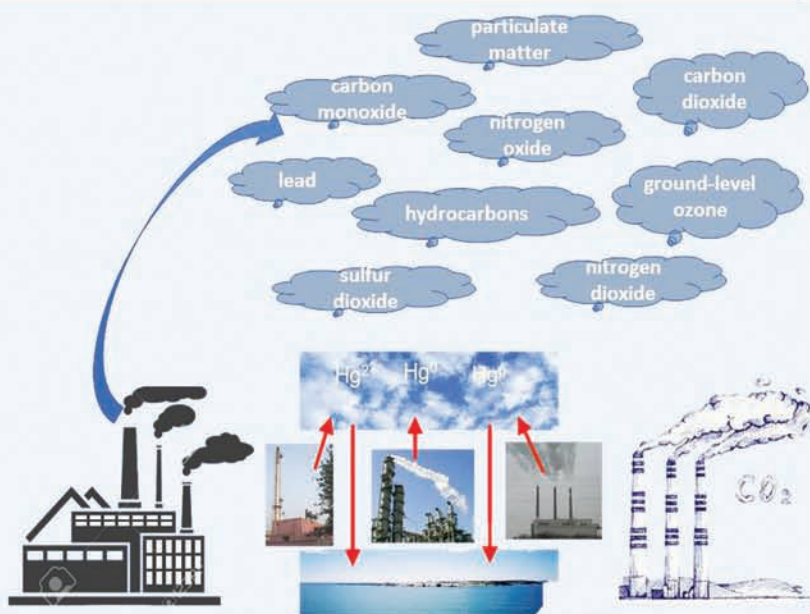 particulate
matter
carbon
monoxide
carbon
dioxide
nitrogen
oxide
lead
ground-level
ozone
hydrocarbons
sulfur
dioxide
nitrogen
dioxide
Hg²⁺ Hg⁰
CO₂